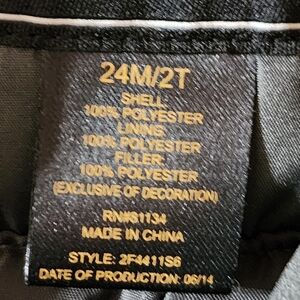 24M/2T
SHELL:
100% POLYESTER
LINING:
100% POLYESTER
FILLER:
100% POLYESTER
(EXCLUSIVE OF DECORATION)
RN#81134
MADE IN CHINA
STYLE: 2F4411S6
DATE OF PRODUCTION: 06/14